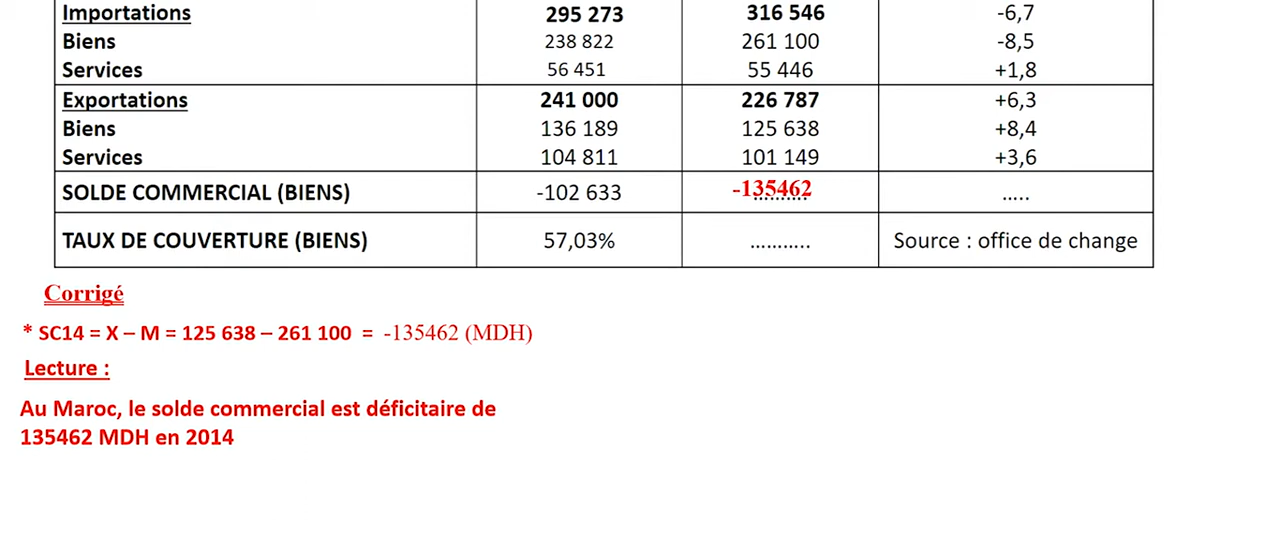 Importations 295 273 316 546 -6,7
Biens 238 822 261 100 -8,5
Services 56 451 55 446 +1,8
Exportations 241 000 226 787 +6,3
Biens 136 189 125 638 +8,4
Services 104 811 101 149 +3,6
SOLDE COMMERCIAL (BIENS) -102 633 -135462 .....
TAUX DE COUVERTURE (BIENS) 57,03% ……….. Source : office de change
Corrigé
* SC14 = X – M = 125 638 – 261 100 = -135462 (MDH)
Lecture :
Au Maroc, le solde commercial est déficitaire de
135462 MDH en 2014